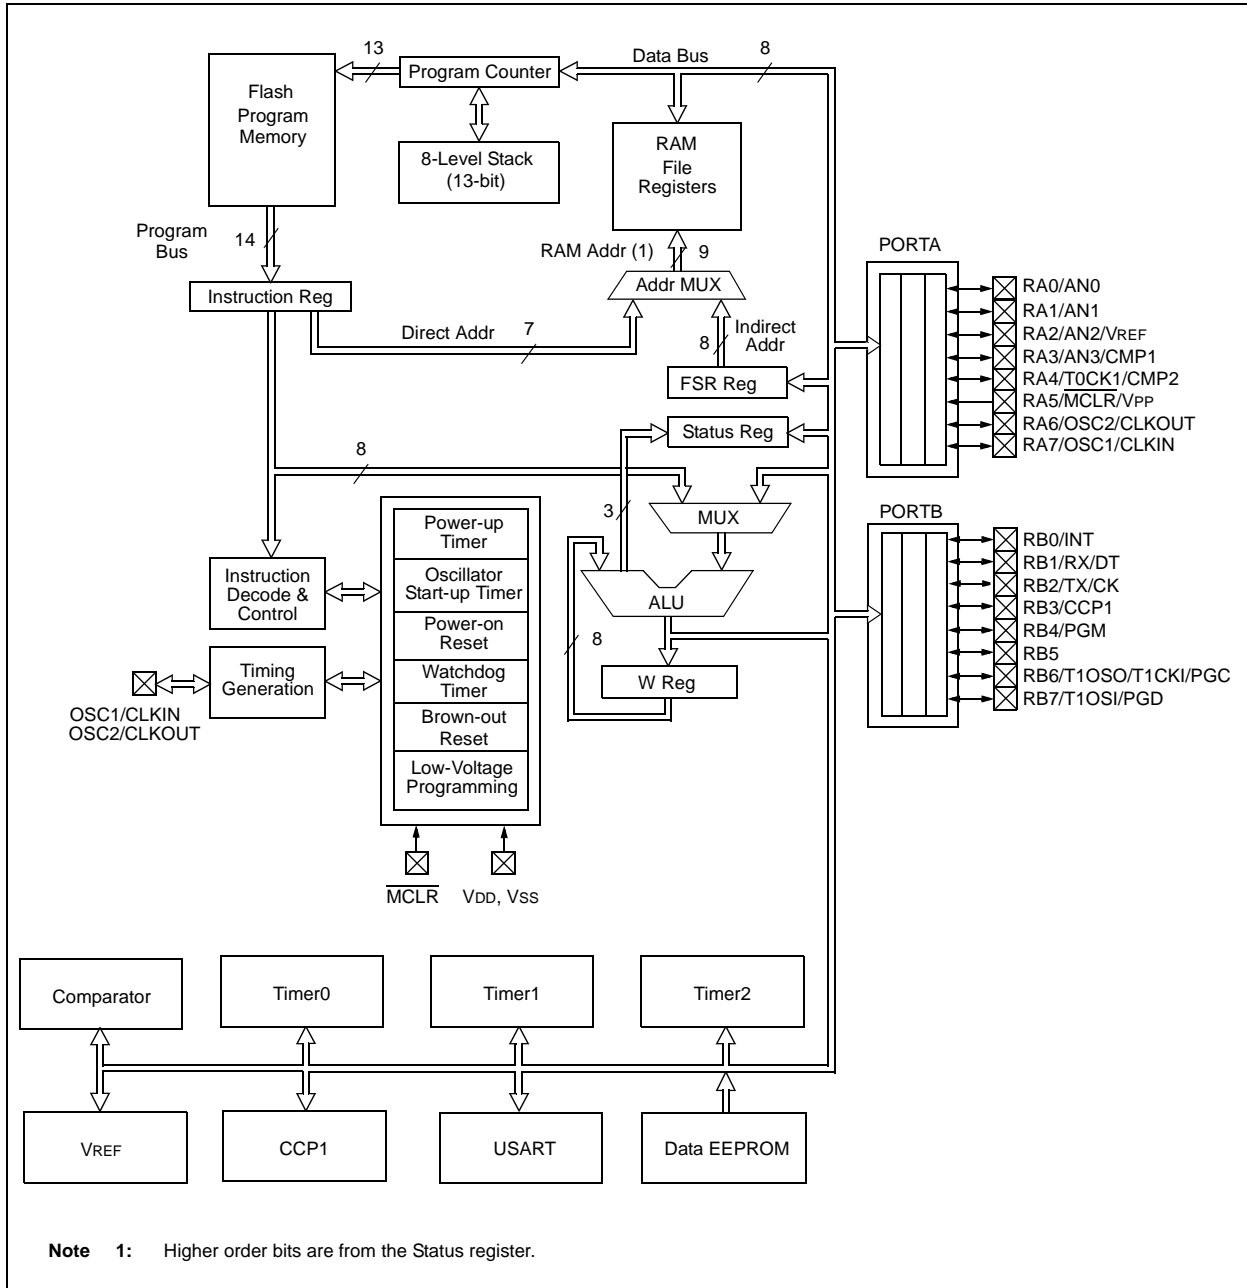 13
Data Bus
8
Program Counter
Flash
Program
Memory
8-Level Stack
(13-bit)
RAM
File
Registers
Program
Bus
14
RAM Addr (1)
9
PORTA
Addr MUX
Instruction Reg
Direct Addr
7
8
Indirect
Addr
FSR Reg
Status Reg
RA0/AN0
RA1/AN1
RA2/AN2/VREF
RA3/AN3/CMP1
RA4/T0CK1/CMP2
RA5/MCLR/VPP
RA6/OSC2/CLKOUT
RA7/OSC1/CLKIN
8
3
MUX
PORTB
Power-up
Timer
Oscillator
Start-up Timer
Power-on
Reset
Watchdog
Timer
Brown-out
Reset
Low-Voltage
Programming
Instruction
Decode &
Control
Timing
Generation
OSC1/CLKIN
OSC2/CLKOUT
ALU
8
W Reg
RB0/INT
RB1/RX/DT
RB2/TX/CK
RB3/CCP1
RB4/PGM
RB5
RB6/T1OSO/T1CKI/PGC
RB7/T1OSI/PGD
MCLR
VDD, VSS
Comparator
Timer0
Timer1
Timer2
VREF
CCP1
USART
Data EEPROM
Note 1: Higher order bits are from the Status register.